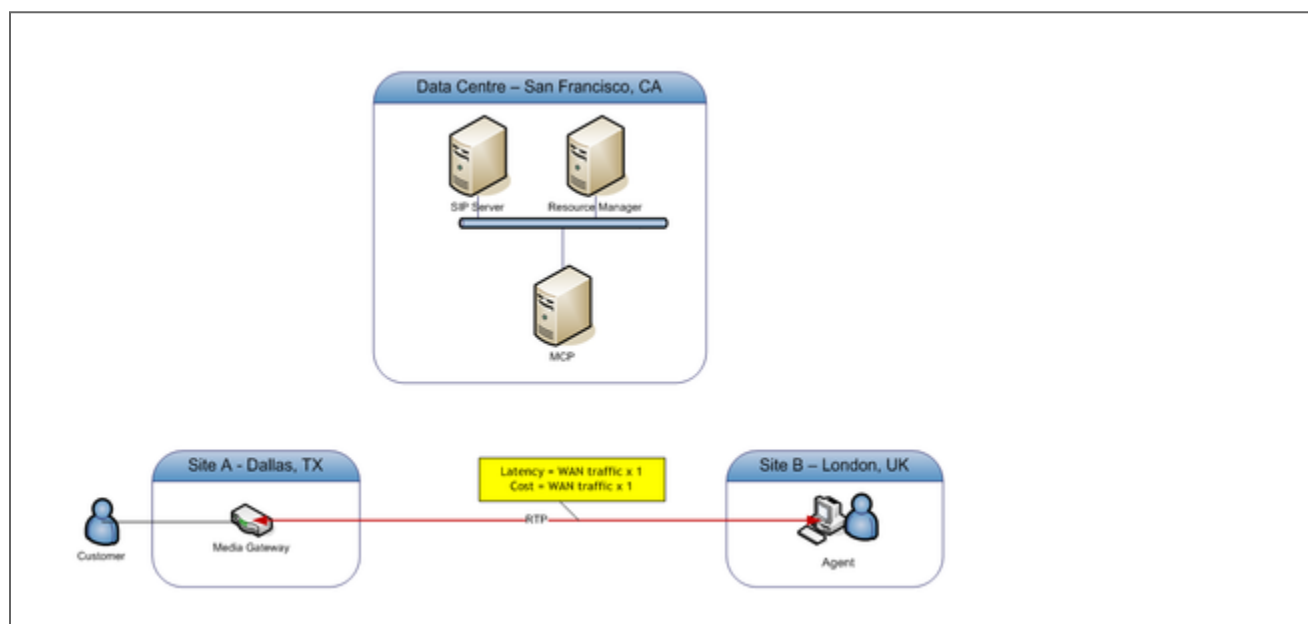 Data Centre – San Francisco, CA
SIP Server
Resource Manager
MCP
Site A - Dallas, TX
Latency = WAN traffic x 1
Cost = WAN traffic x 1
Site B – London, UK
RTP
Customer
Media Gateway
Agent